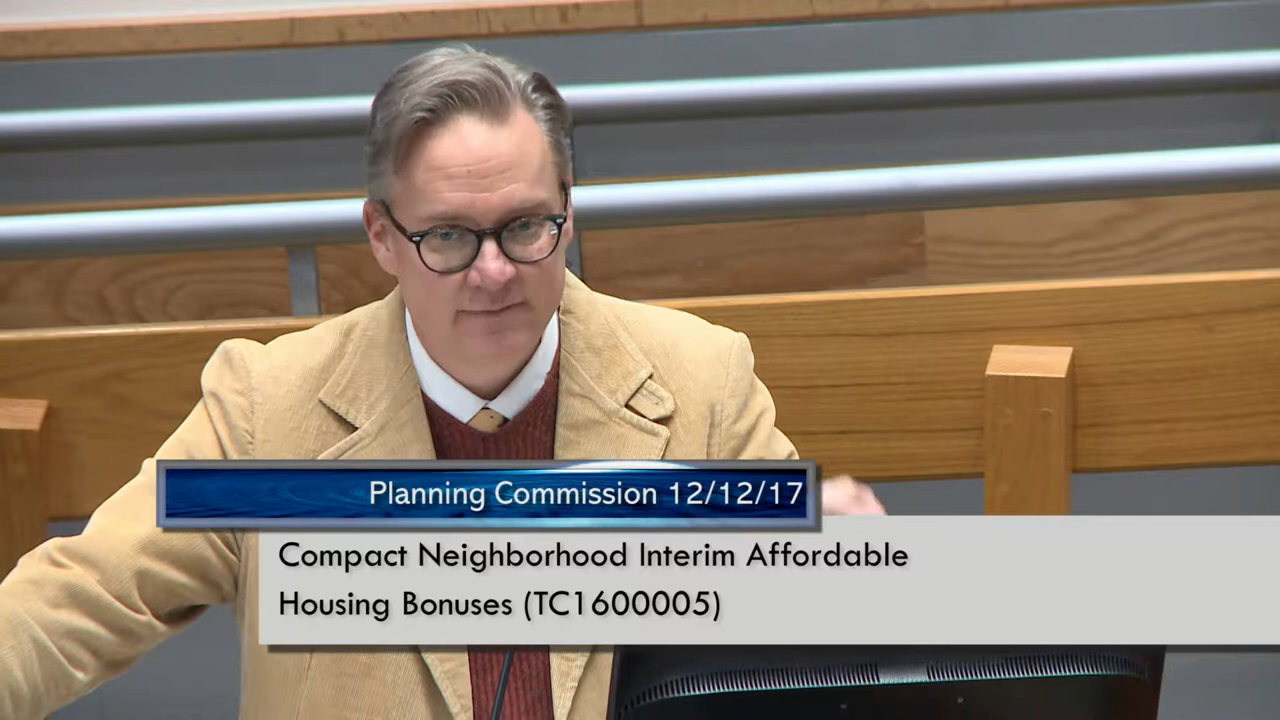 Planning Commission 12/12/17
Compact Neighborhood Interim Affordable
Housing Bonuses (TC1600005)